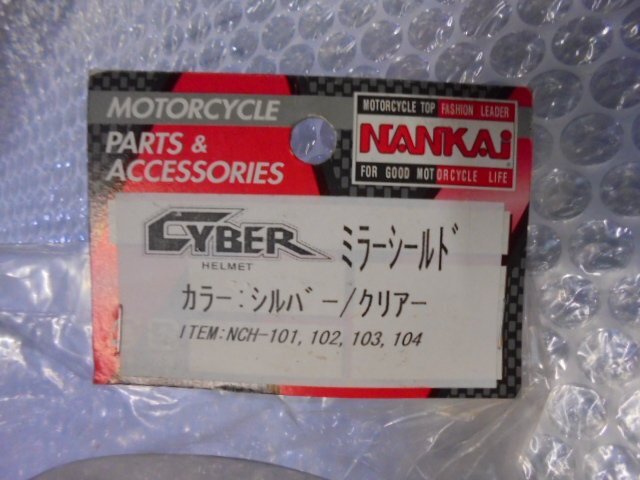 MOTORCYCLE
PARTS &
ACCESSORIES
MOTORCYCLE TOP FASHION LEADER
NANKAI
FOR GOOD MOTORCYCLE LIFE
CYBER
HELMET
ミラーシールド
カラー:シルバー/クリアー
ITEM:NCH-101, 102, 103, 104